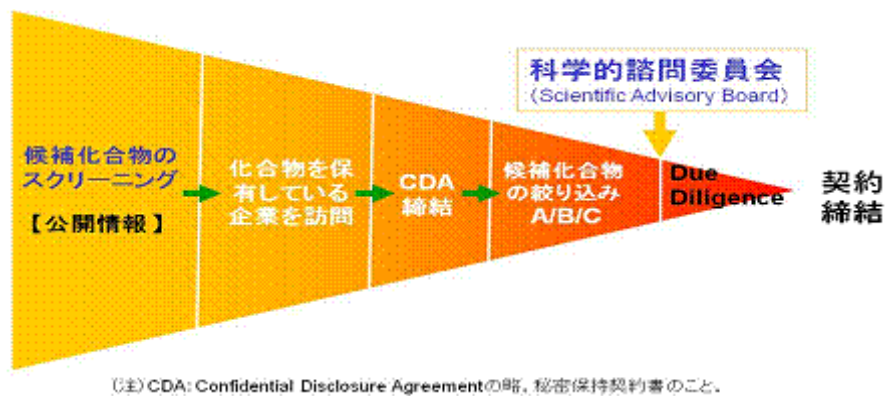 科学的諮問委員会
(Scientific Advisory Board)
候補化合物の
スクリーニング
【公開情報】
化合物を保
有している
企業を訪問
CDA
締結
候補化合物
の絞り込み
A/B/C
Due
Diligence
契約
締結
(注)CDA: Confidential Disclosure Agreementの略。秘密保持契約書のこと。